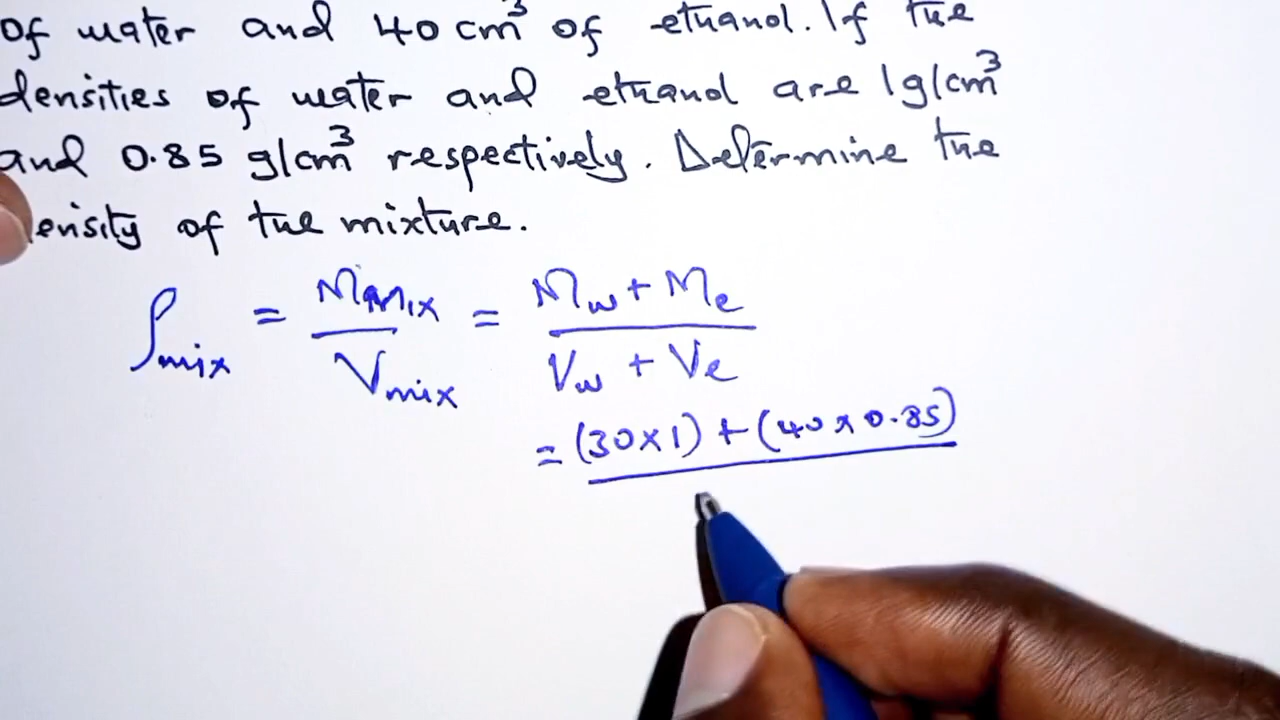 of water and 40 cm³ of ethanol. If the
densities of water and ethanol are 1g/cm³
and 0.85 g/cm³ respectively. Determine the
ensity of the mixture.
ρmix = Mmix / Vmix = Mw + Me / Vw + Ve
= (30 x 1) + (40 x 0.85)